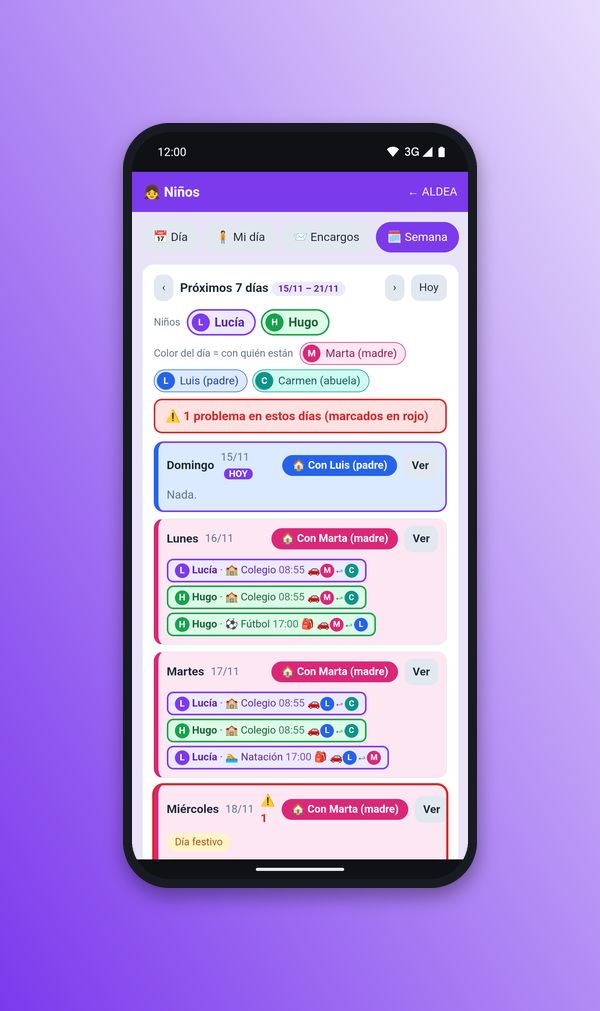 12:00 3G
Niños ← ALDEA
Día Mi día Encargos Semana
‹ Próximos 7 días 15/11 – 21/11 › Hoy
Niños L Lucía H Hugo
Color del día = con quién están M Marta (madre)
L Luis (padre) C Carmen (abuela)
⚠️ 1 problema en estos días (marcados en rojo)
Domingo 15/11 HOY Con Luis (padre) Ver
Nada.
Lunes 16/11 Con Marta (madre) Ver
L Lucía · Colegio 08:55 M C
H Hugo · Colegio 08:55 M C
H Hugo · Fútbol 17:00 M L
Martes 17/11 Con Marta (madre) Ver
L Lucía · Colegio 08:55 L C
H Hugo · Colegio 08:55 L C
L Lucía · Natación 17:00 L M
Miércoles 18/11 ⚠️ 1 Con Marta (madre) Ver
Día festivo